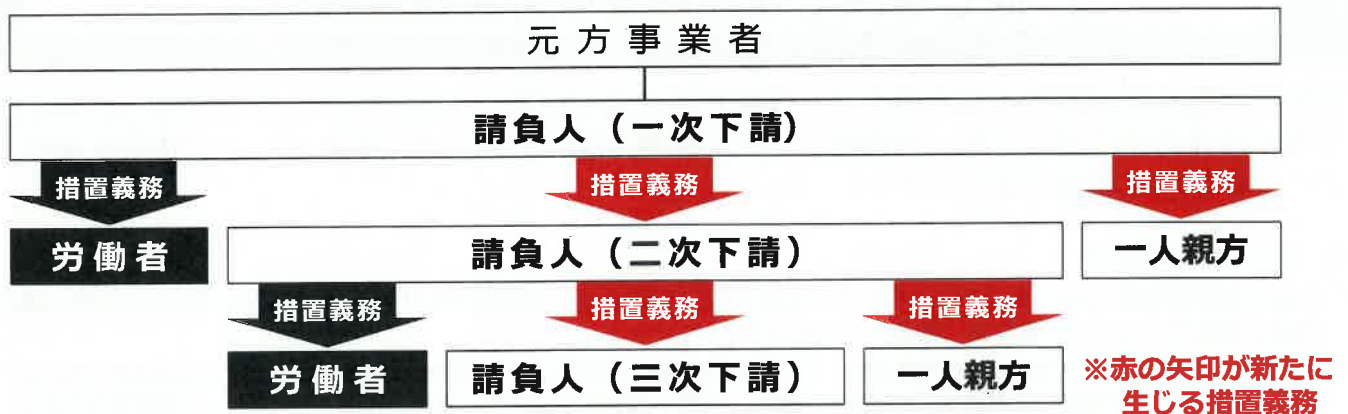 元方事業者
請負人（一次下請）
措置義務
措置義務
措置義務
労働者
請負人（二次下請）
一人親方
措置義務
措置義務
措置義務
労働者
請負人（三次下請）
一人親方
※赤の矢印が新たに
生じる措置義務